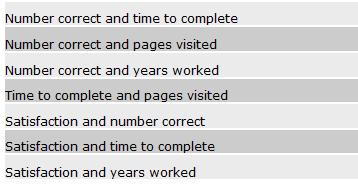 Number correct and time to complete
Number correct and pages visited
Number correct and years worked
Time to complete and pages visited
Satisfaction and number correct
Satisfaction and time to complete
Satisfaction and years worked